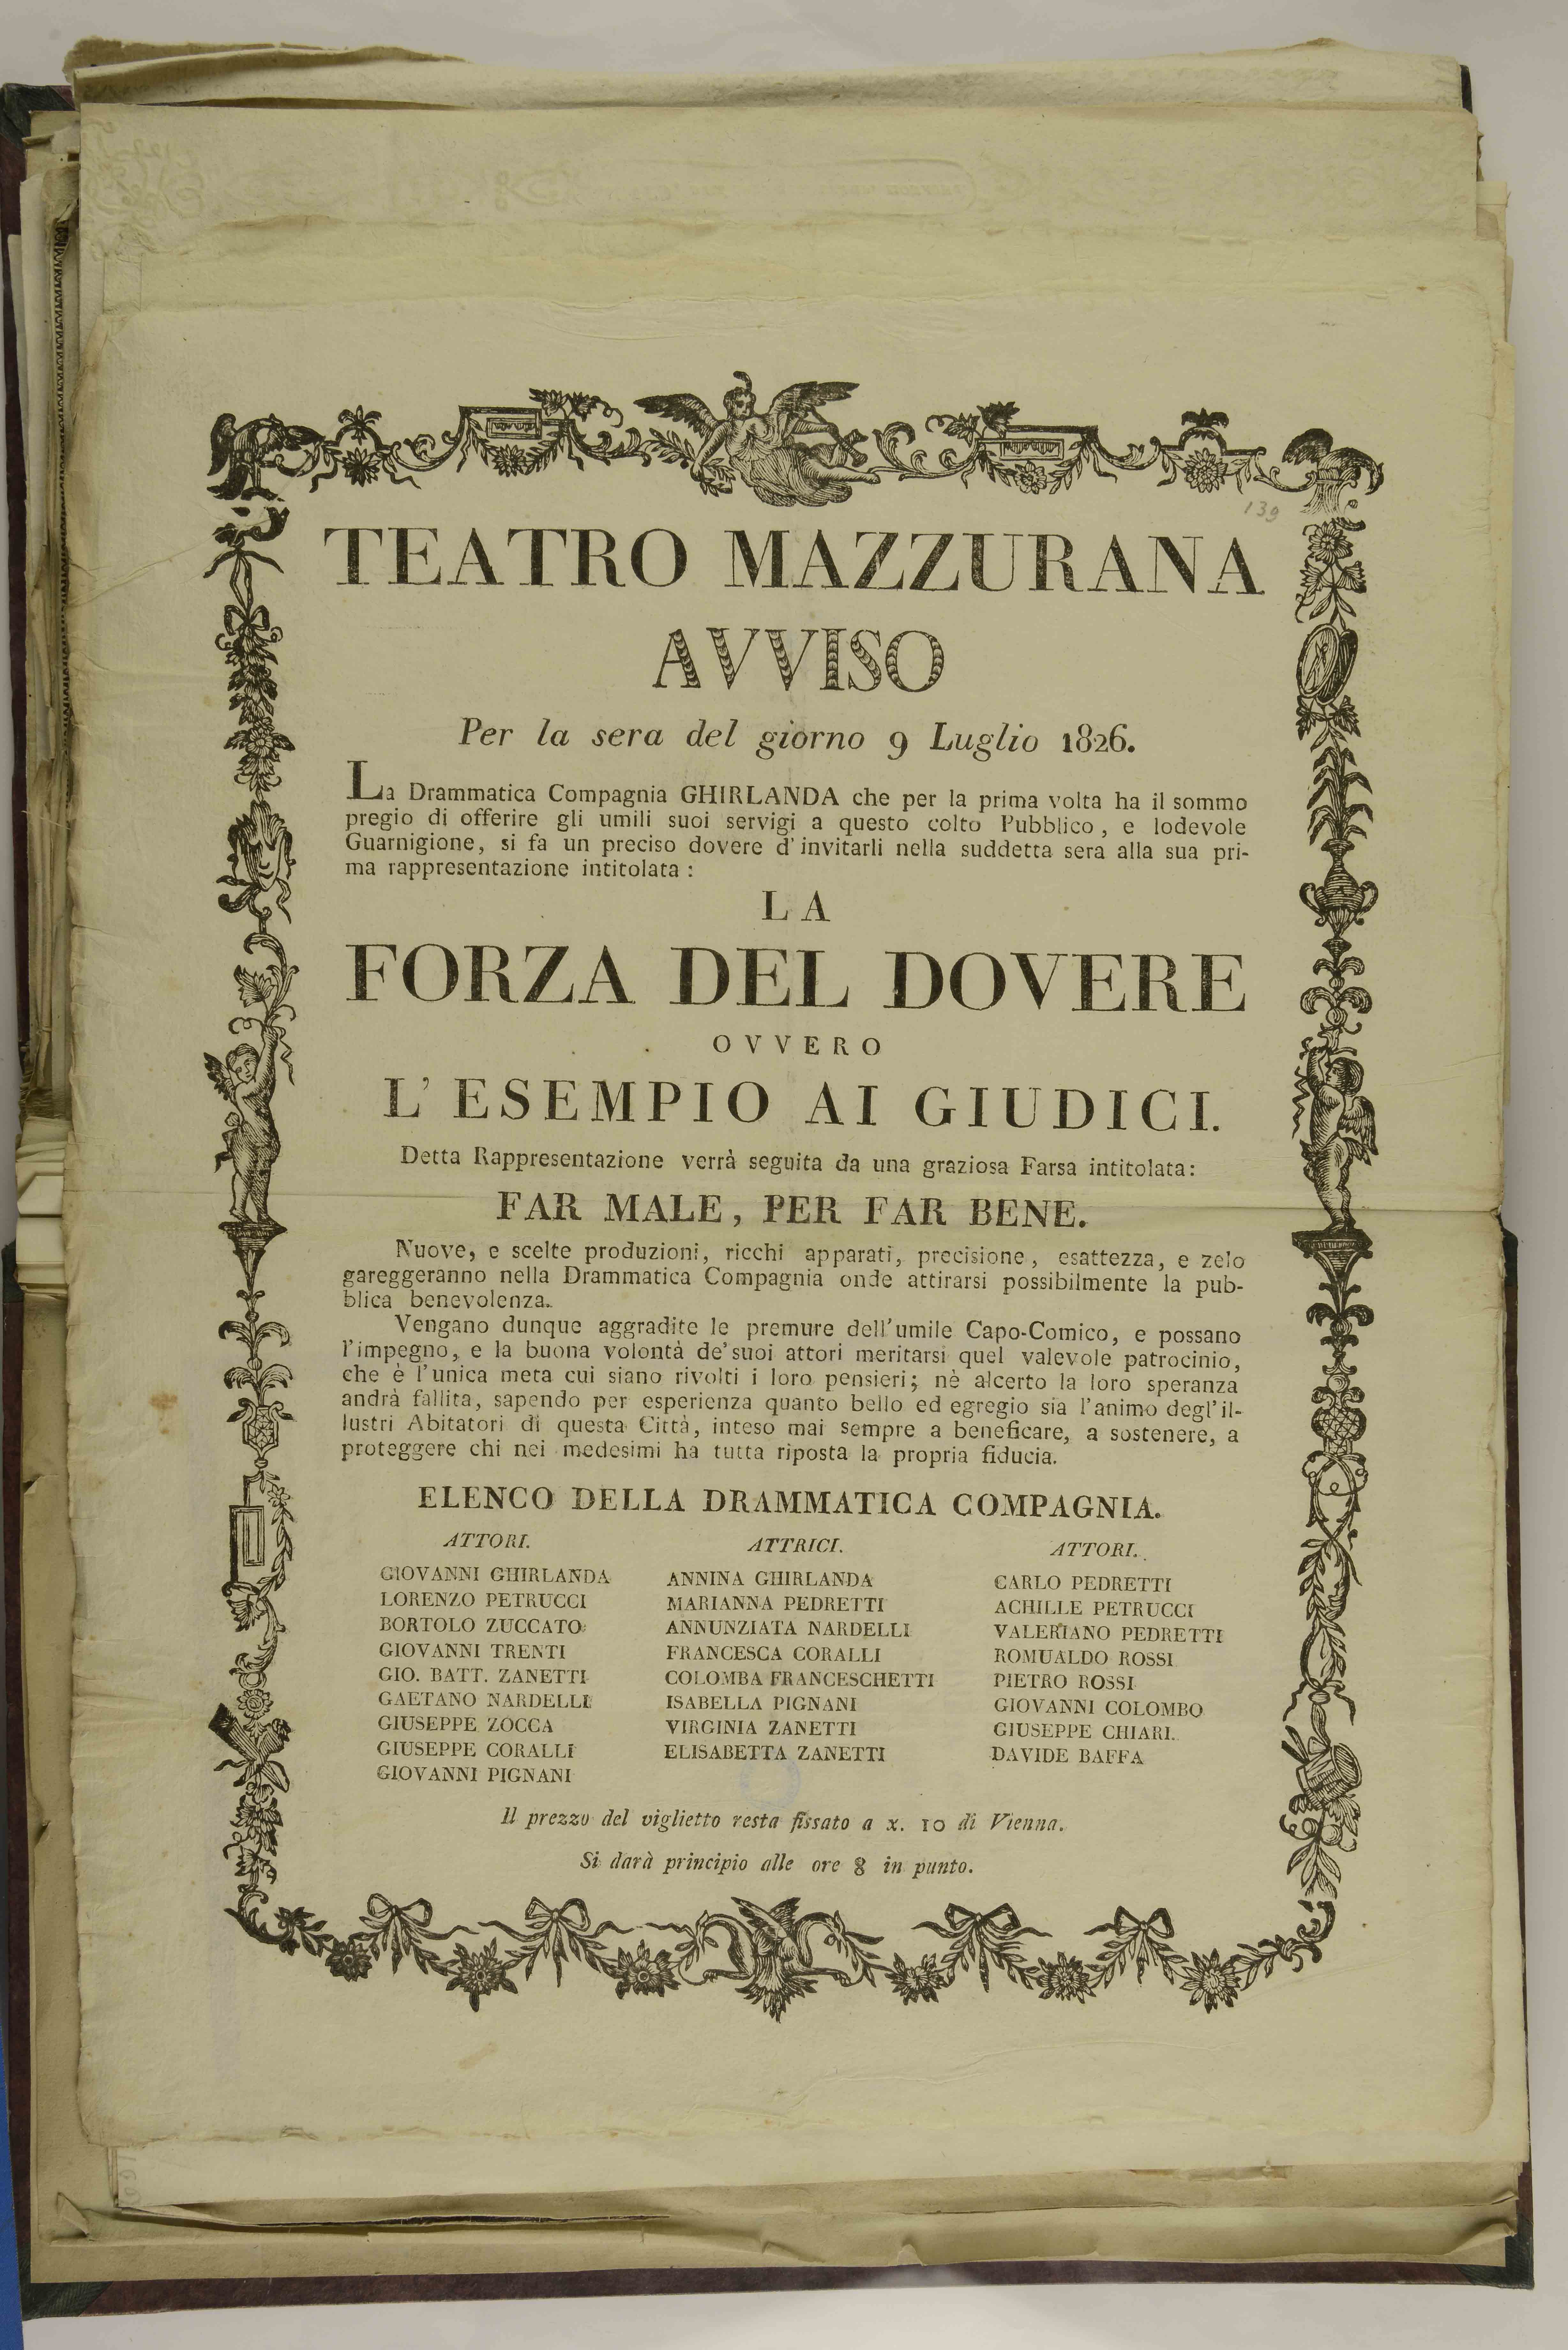 139
TEATRO MAZZURANA
AVVISO
Per la sera del giorno 9 Luglio 1826.
La Drammatica Compagnia GHIRLANDA che per la prima volta ha il sommo
pregio di offerire gli umili suoi servigi a questo colto Pubblico, e lodevole
Guarnigione, si fa un preciso dovere d'invitarli nella suddetta sera alla sua pri-
ma rappresentazione intitolata:
LA
FORZA DEL DOVERE
OVVERO
L'ESEMPIO AI GIUDICI.
Detta Rappresentazione verrà seguita da una graziosa Farsa intitolata:
FAR MALE, PER FAR BENE.
Nuove, e scelte produzioni, ricchi apparati, precisione, esattezza, e zelo
gareggeranno nella Drammatica Compagnia onde attirarsi possibilmente la pub-
blica benevolenza.
Vengano dunque aggradite le premure dell'umile Capo-Comico, e possano
l'impegno, e la buona volontà de'suoi attori meritarsi quel valevole patrocinio,
che è l'unica meta cui siano rivolti i loro pensieri; nè alcerto la loro speranza
andrà fallita, sapendo per esperienza quanto bello ed egregio sia l'animo degl'il-
lustri Abitatori di questa Città, inteso mai sempre a beneficare, a sostenere, a
proteggere chi nei medesimi ha tutta riposta la propria fiducia.
ELENCO DELLA DRAMMATICA COMPAGNIA.
ATTORI.
GIOVANNI GHIRLANDA
LORENZO PETRUCCI
BORTOLO ZUCCATO
GIOVANNI TRENTI
GIO. BATT. ZANETTI
GAETANO NARDELLI
GIUSEPPE ZOCCA
GIUSEPPE CORALLI
GIOVANNI PIGNANI
ATTRICI.
ANNINA GHIRLANDA
MARIANNA PEDRETTI
ANNUNZIATA NARDELLI
FRANCESCA CORALLI
COLOMBA FRANCESCHETTI
ISABELLA PIGNANI
VIRGINIA ZANETTI
ELISABETTA ZANETTI
ATTORI.
CARLO PEDRETTI
ACHILLE PETRUCCI
VALERIANO PEDRETTI
ROMUALDO ROSSI
PIETRO ROSSI
GIOVANNI COLOMBO
GIUSEPPE CHIARI.
DAVIDE BAFFA
Il prezzo del viglietto resta fissato a x. 10 di Vienna.
Si darà principio alle ore 8 in punto.